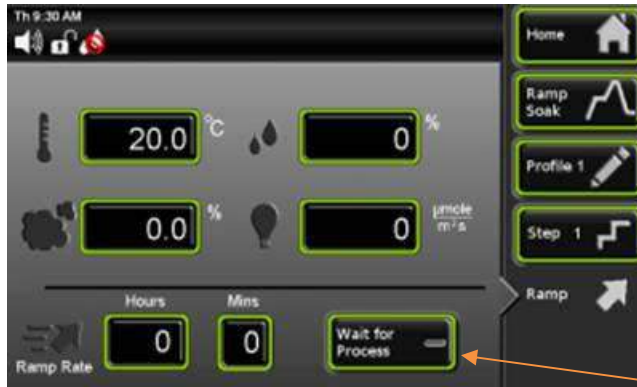 Th 9:30 AM
Home
Ramp
Soak
20.0 °C
0 %
Profile 1
0.0 %
0 µmole
m²s
Step 1
Ramp
Hours
Mins
0
0
Wait for
Process
Ramp Rate